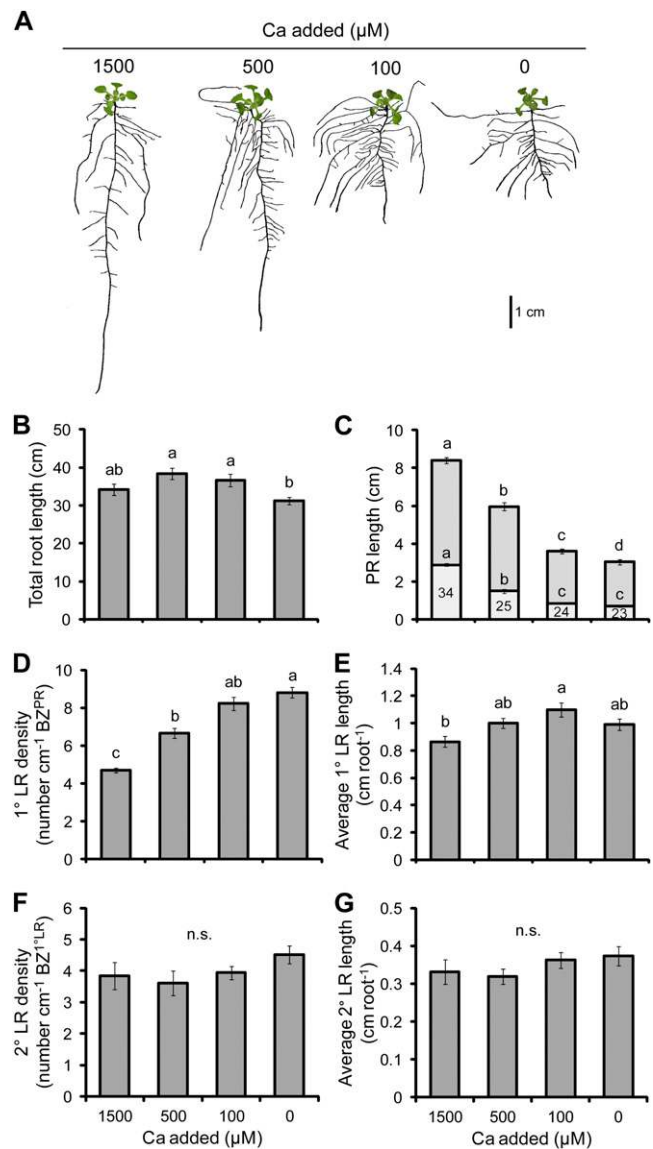 A
Ca added (µM)
1500 500 100 0
1 cm
B
Total root length (cm)
50
40
30
20
10
0
ab a a b
C
PR length (cm)
10
8
6
4
2
0
a b c d
a b c c
34 25 24 23
D
1° LR density
(number cm-1 BZPR)
10
8
6
4
2
0
c b ab a
E
Average 1° LR length
(cm root-1)
1.4
1.2
1
0.8
0.6
0.4
0.2
0
b ab a ab
F
2° LR density
(number cm-1 BZ1°LR)
6
5
4
3
2
1
0
n.s.
1500 500 100 0
Ca added (µM)
G
Average 2° LR length
(cm root-1)
0.5
0.4
0.3
0.2
0.1
0
n.s.
1500 500 100 0
Ca added (µM)